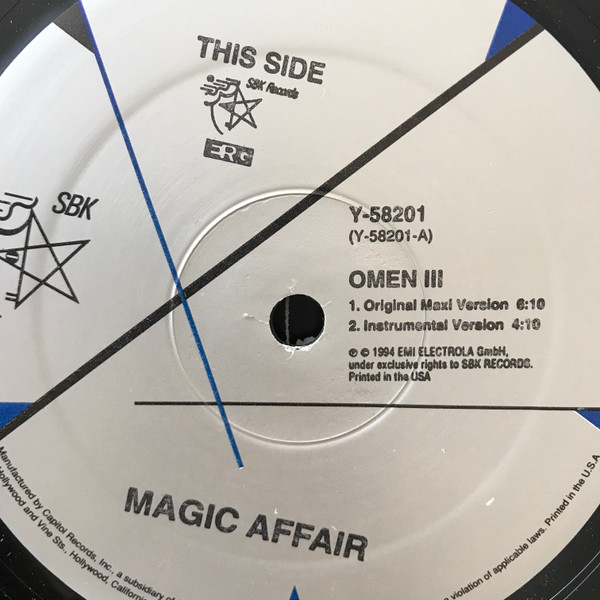 THIS SIDE
SBK Records
ERG
SBK
Y-58201
(Y-58201-A)
OMEN III
1. Original Maxi Version 6:10
2. Instrumental Version 4:10
℗ © 1994 EMI ELECTROLA GmbH,
under exclusive rights to SBK RECORDS.
Printed in the USA
MAGIC AFFAIR
Manufactured by Capitol Records, Inc., a subsidiary of
Hollywood and Vine Sts., Hollywood, California
violation of applicable laws. Printed in the U.S.A